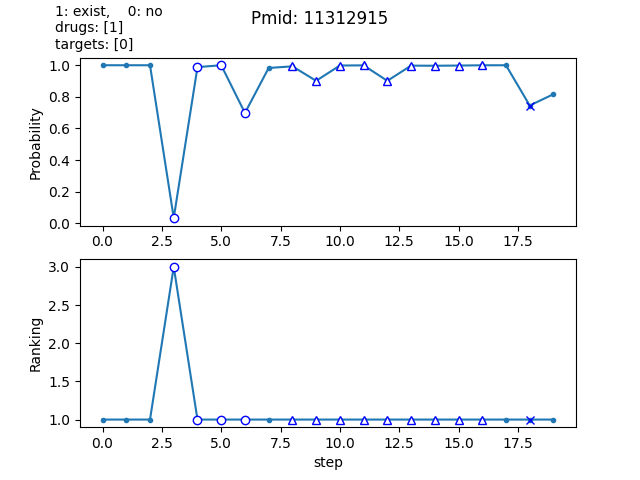 1: exist,    0: no
drugs: [1]
targets: [0]
Pmid: 11312915
1.0
0.8
0.6
0.4
0.2
0.0
Probability
0.0 2.5 5.0 7.5 10.0 12.5 15.0 17.5
3.0
2.5
2.0
1.5
1.0
Ranking
0.0 2.5 5.0 7.5 10.0 12.5 15.0 17.5
step